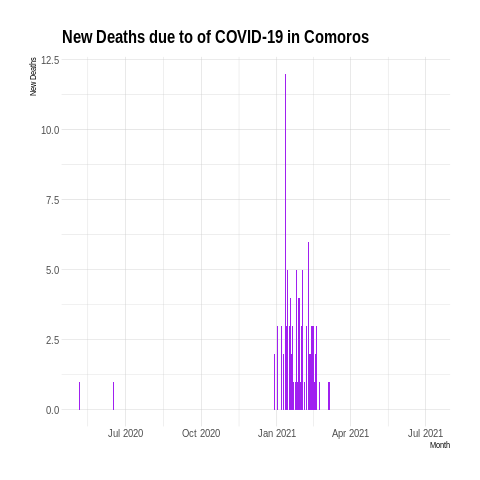 New Deaths due to of COVID-19 in Comoros
New Deaths
12.5
10.0
7.5
5.0
2.5
0.0
Jul 2020 Oct 2020 Jan 2021 Apr 2021 Jul 2021
Month